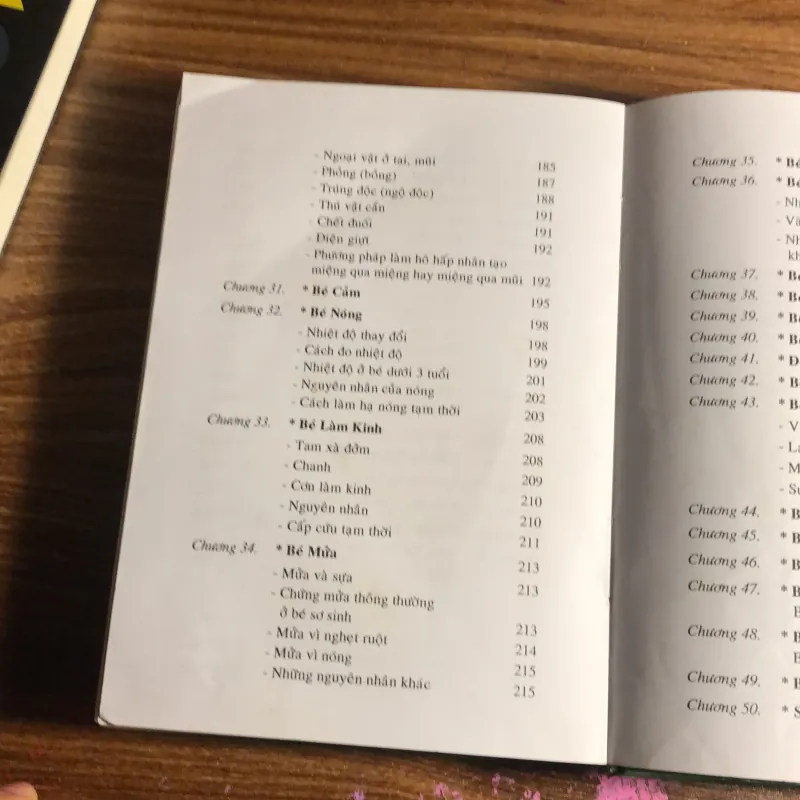 - Ngoại vật ở tai, mũi 185
- Phỏng (bỏng) 187
- Trúng độc (ngộ độc) 188
- Thú vật cắn 191
- Chết đuối 191
- Điện giựt 192
- Phương pháp làm hô hấp nhân tạo
miệng qua miệng hay miệng qua mũi 192
Chương 31. * Bé Cảm 195
Chương 32. * Bé Nóng 198
- Nhiệt độ thay đổi 198
- Cách đo nhiệt độ 199
- Nhiệt độ ở bé dưới 3 tuổi 201
- Nguyên nhân của nóng 202
- Cách làm hạ nóng tạm thời 203
Chương 33. * Bé Làm Kinh 208
- Tam xà đởm 208
- Chanh 209
- Cơn làm kinh 210
- Nguyên nhân 210
- Cấp cứu tạm thời 211
Chương 34. * Bé Mửa 213
- Mửa và sựa 213
- Chứng mửa thông thường
ở bé sơ sinh 213
- Mửa vì nghẹt ruột 214
- Mửa vì nóng 215
- Những nguyên nhân khác 215
Chương 35. *
Chương 36. *
Chương 37. *
Chương 38. *
Chương 39. *
Chương 40. *
Chương 41. *
Chương 42. *
Chương 43. *
Chương 44. *
Chương 45. *
Chương 46. *
Chương 47. *
Chương 48. *
Chương 49. *
Chương 50. *